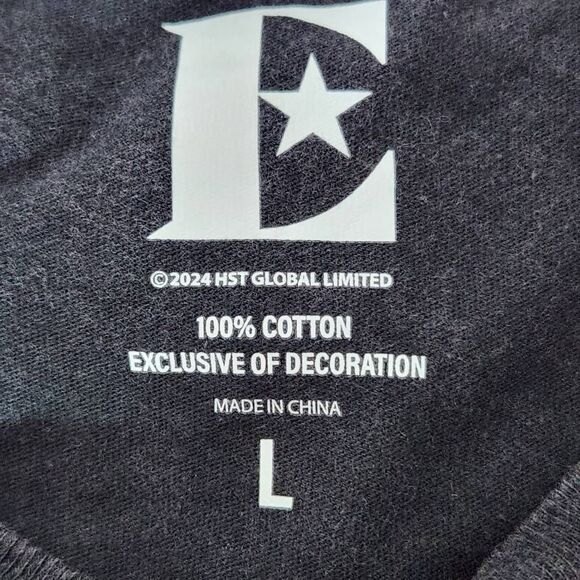 E
©2024 HST GLOBAL LIMITED
100% COTTON
EXCLUSIVE OF DECORATION
MADE IN CHINA
L